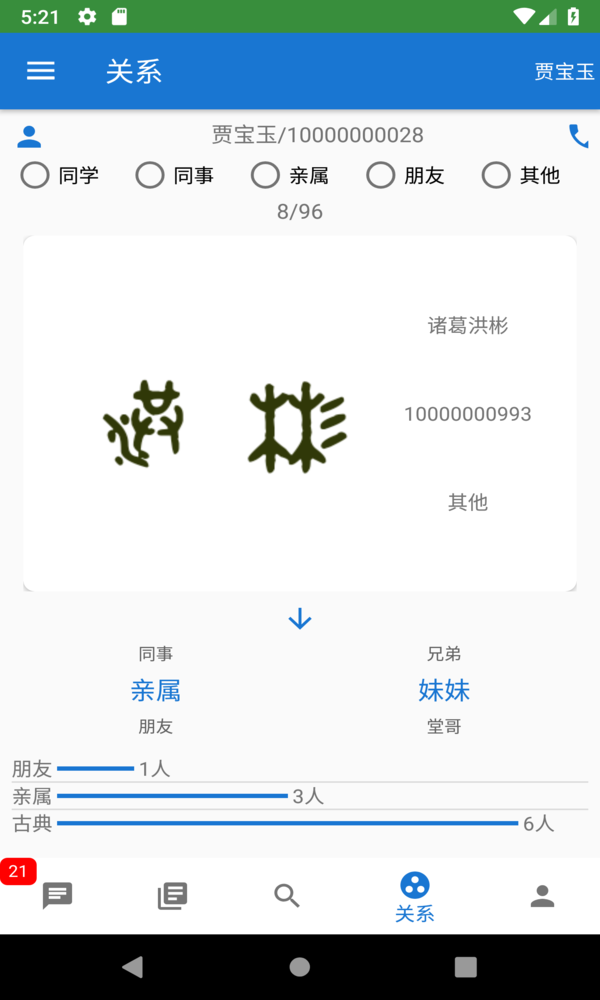 5:21
关系 贾宝玉
贾宝玉/10000000028
同学 同事 亲属 朋友 其他
8/96
诸葛洪彬
10000000993
其他
同事 兄弟
亲属 妹妹
朋友 堂哥
朋友 1人
亲属 3人
古典 6人
21
关系